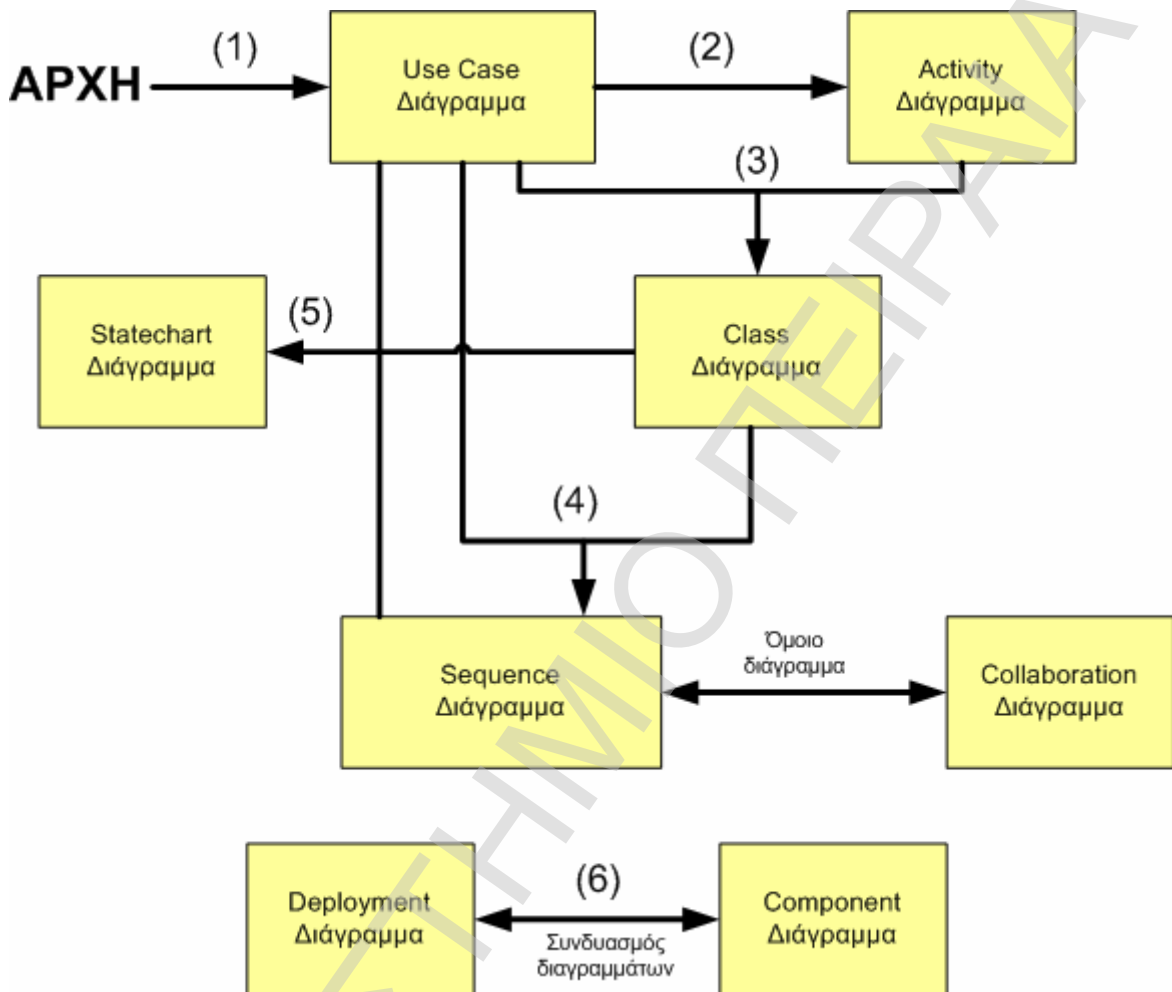 ΑΡΧΗ
(1)
Use Case
Διάγραμμα
(2)
Activity
Διάγραμμα
(3)
Statechart
Διάγραμμα
(5)
Class
Διάγραμμα
(4)
Sequence
Διάγραμμα
Όμοιο
διάγραμμα
Collaboration
Διάγραμμα
Deployment
Διάγραμμα
(6)
Συνδυασμός
διαγραμμάτων
Component
Διάγραμμα
ΠΕΙΡΑΙΑ